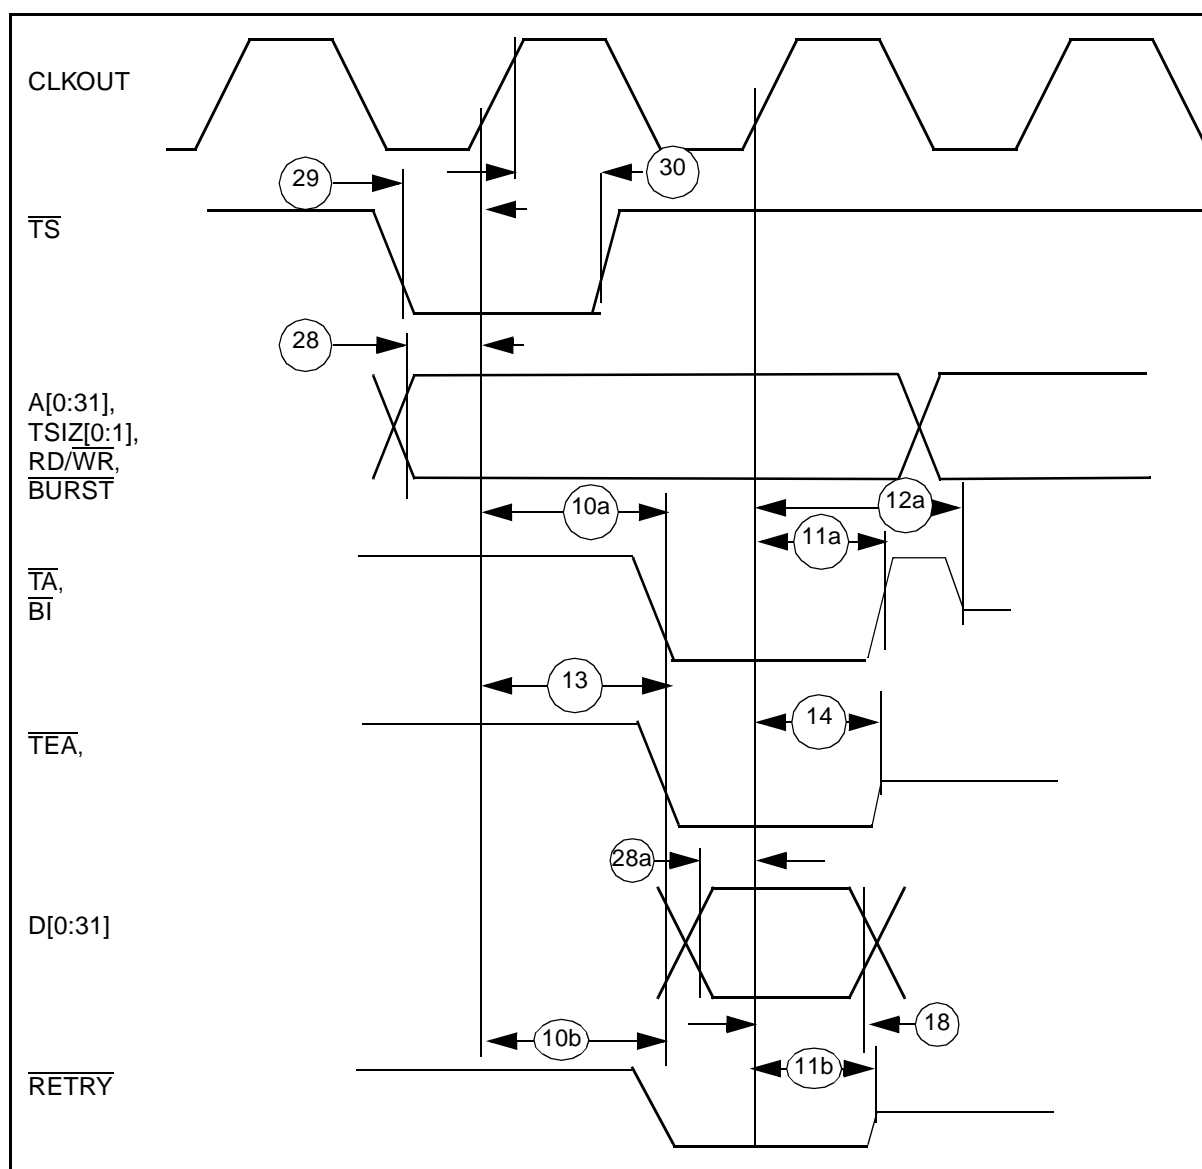 CLKOUT
29
30
TS
28
A[0:31],
TSIZ[0:1],
RD/WR,
BURST
10a
12a
11a
TA,
BI
13
14
TEA,
28a
D[0:31]
18
10b
11b
RETRY